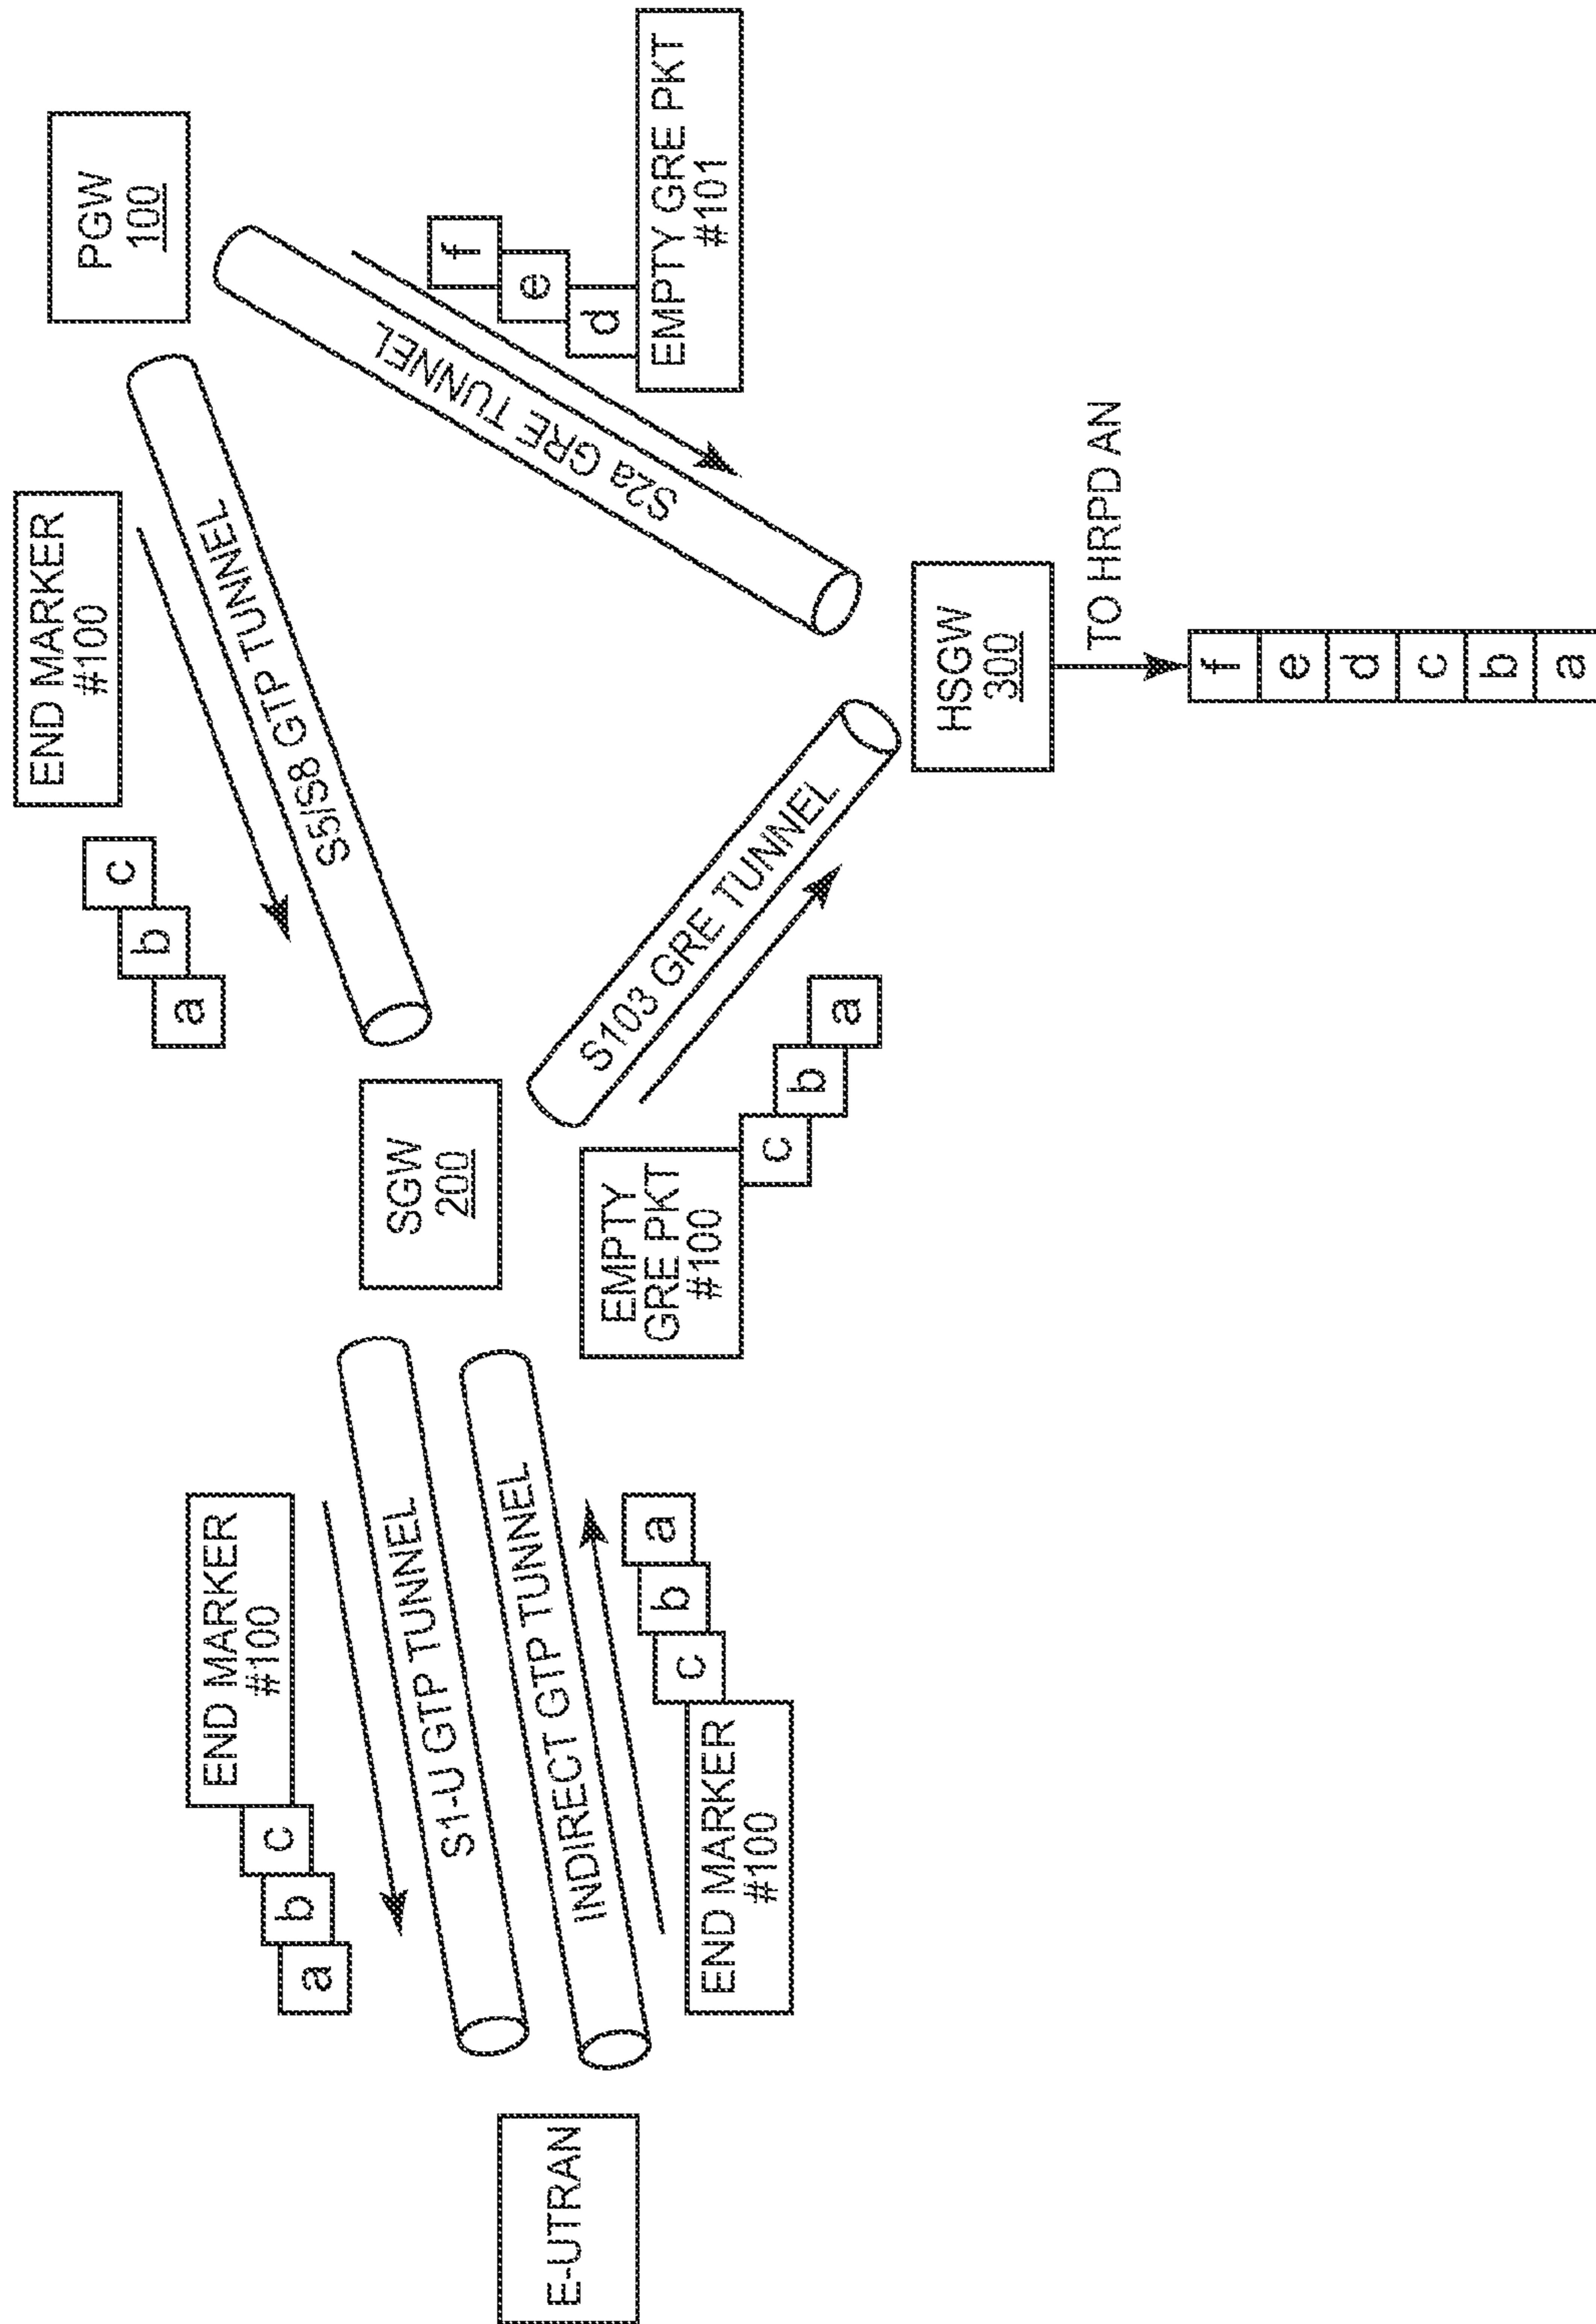 END MARKER
#100
PGW
100
a
b
c
S5IS8 GTP TUNNEL
END MARKER
#100
a
b
c
S1-U GTP TUNNEL
SGW
200
S2a GRE TUNNEL
f
e
d
EMPTY GRE PKT
#101
E-UTRAN
INDIRECT GTP TUNNEL
END MARKER
#100
c
b
a
S103 GRE TUNNEL
EMPTY
GRE PKT
#100
c
b
a
HSGW
300
TO HRPD AN
f
e
d
c
b
a